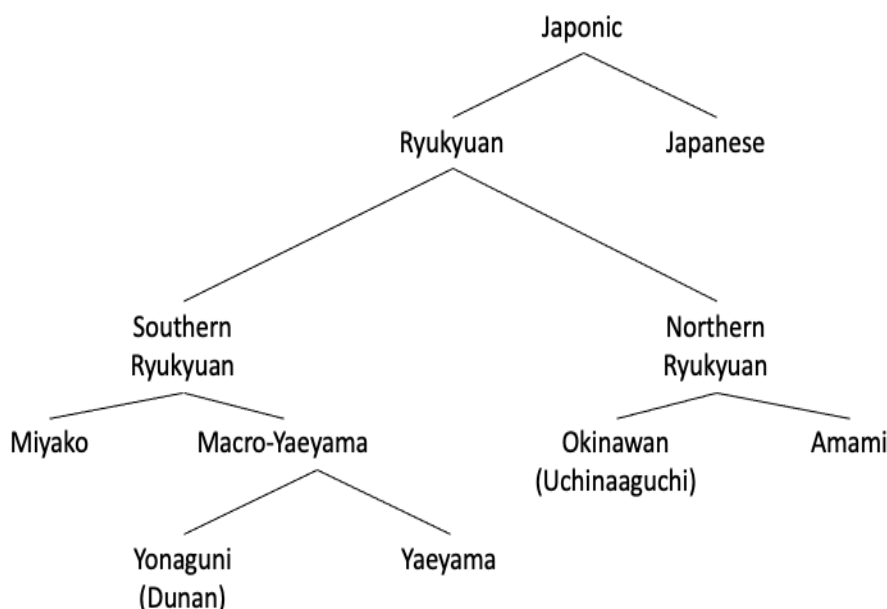 Japonic
Ryukyuan
Japanese
Southern
Ryukyuan
Northern
Ryukyuan
Miyako
Macro-Yaeyama
Okinawan
(Uchinaaguchi)
Amami
Yonaguni
(Dunan)
Yaeyama